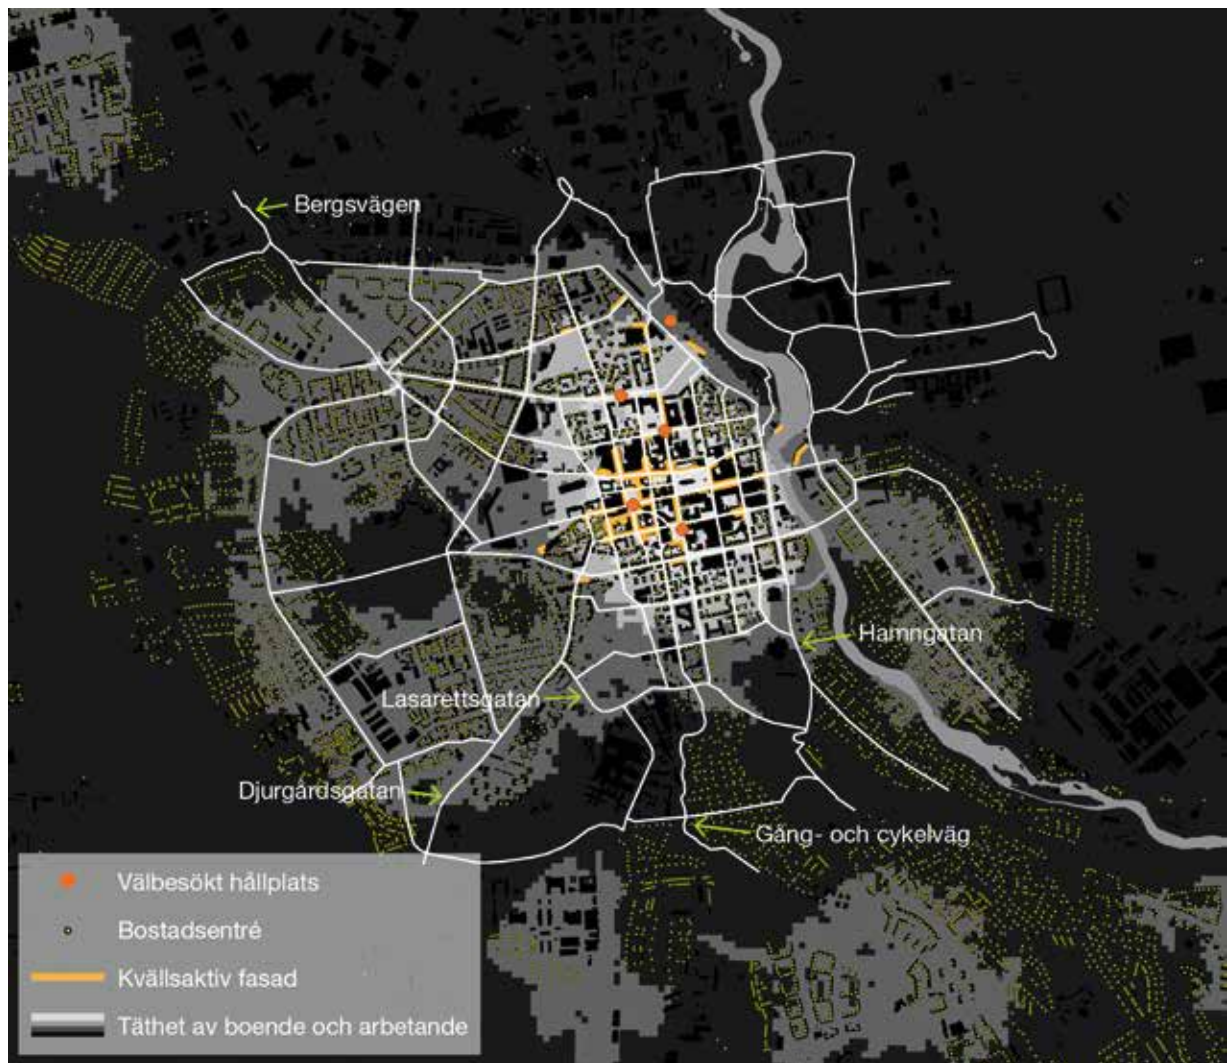 Bergsvägen
Hamngatan
Lasarettsgatan
Djurgårdsgatan
Gång- och cykelväg
Välbesökt hållplats
Bostadsentré
Kvällsaktiv fasad
Täthet av boende och arbetande